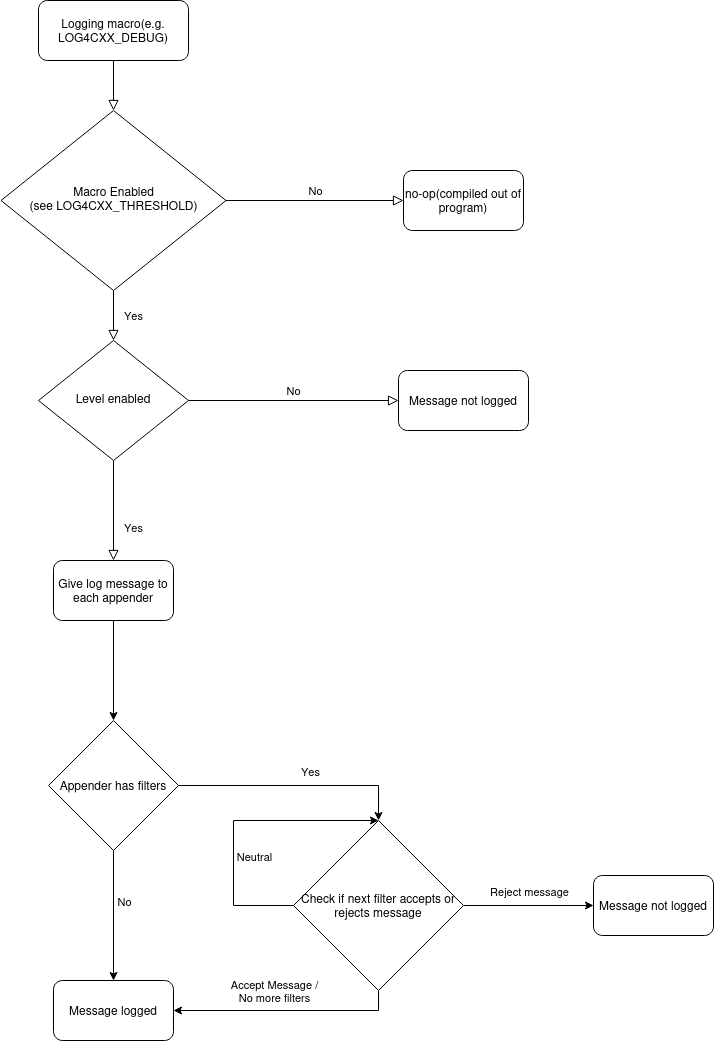 Logging macro(e.g.
LOG4CXX_DEBUG)
Macro Enabled
(see LOG4CXX_THRESHOLD)
No
no-op(compiled out of
program)
Yes
Level enabled
No
Message not logged
Yes
Give log message to
each appender
Appender has filters
Yes
Neutral
Check if next filter accepts or
rejects message
Reject message
Message not logged
No
Accept Message /
No more filters
Message logged